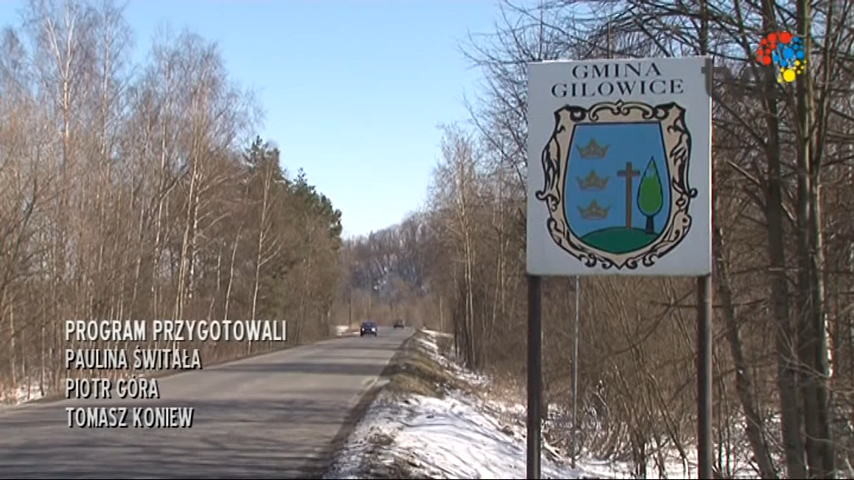 GMINA
GILOWICE
PROGRAM PRZYGOTOWALI
PAULINA ŚWITAŁA
PIOTR GÓRA
TOMASZ KONIEW